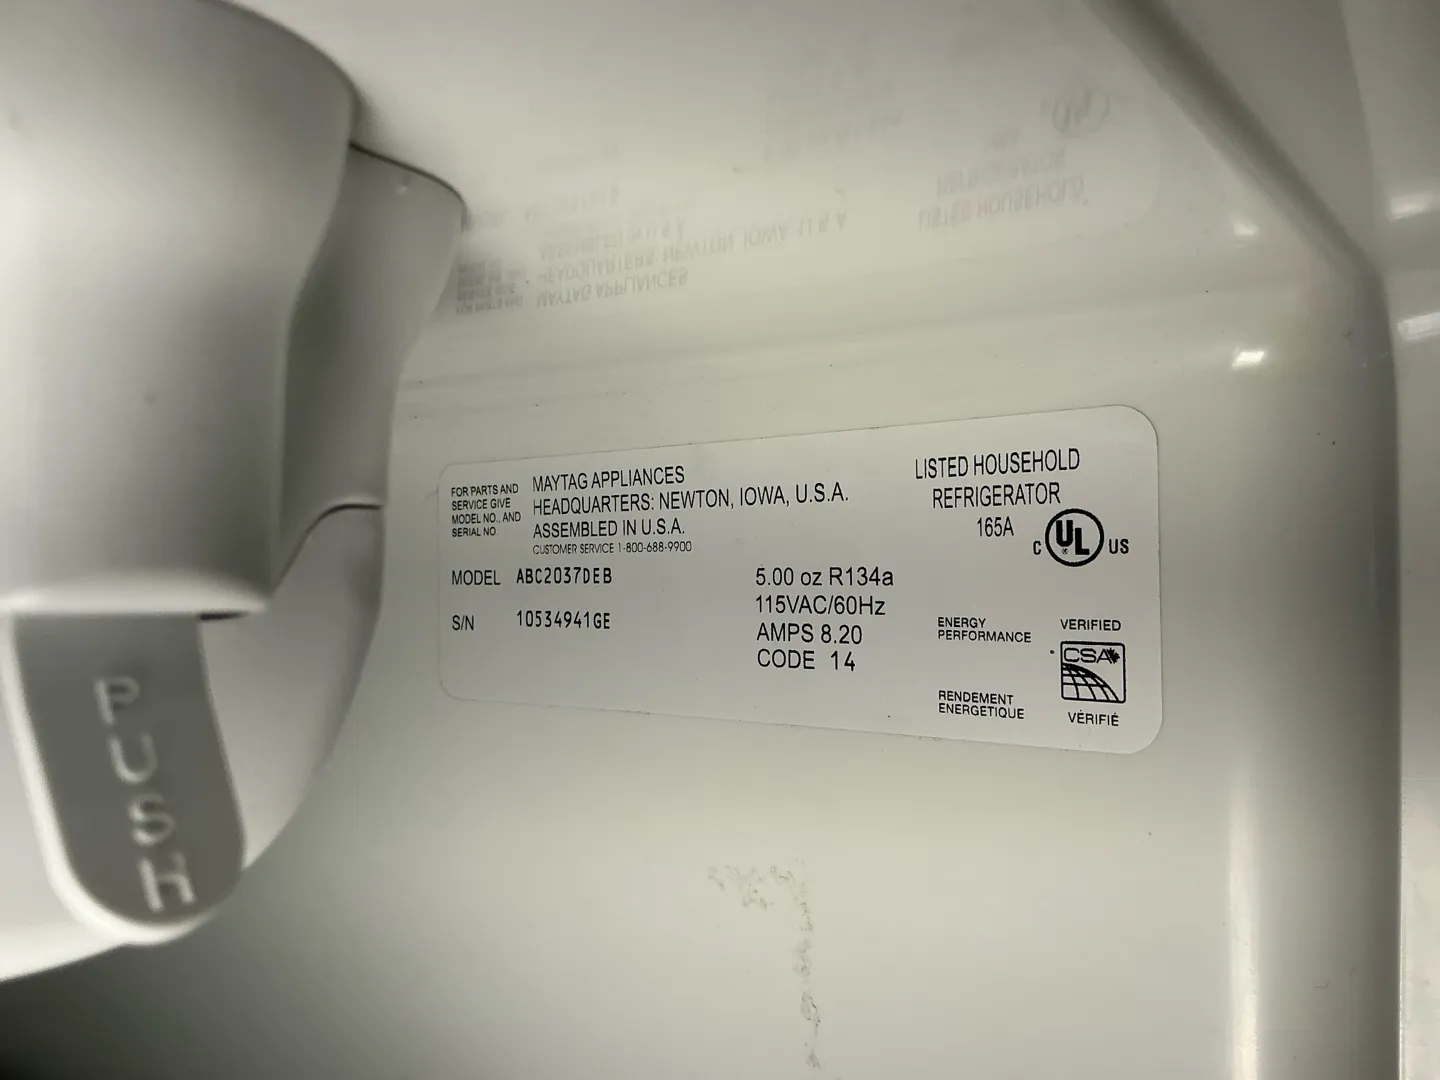 FOR PARTS AND
SERVICE GIVE
MODEL NO., AND
SERIAL NO
MAYTAG APPLIANCES
HEADQUARTERS: NEWTON, IOWA, U.S.A.
ASSEMBLED IN U.S.A.
CUSTOMER SERVICE 1-800-688-9900
MODEL ABC2037DEB
S/N 10534941GE
5.00 oz R134a
115VAC/60Hz
AMPS 8.20
CODE 14
LISTED HOUSEHOLD
REFRIGERATOR
165A
C UL US
ENERGY
PERFORMANCE
VERIFIED
CSA
RENDEMENT
ENERGETIQUE
VÉRIFIÉ
PUSH